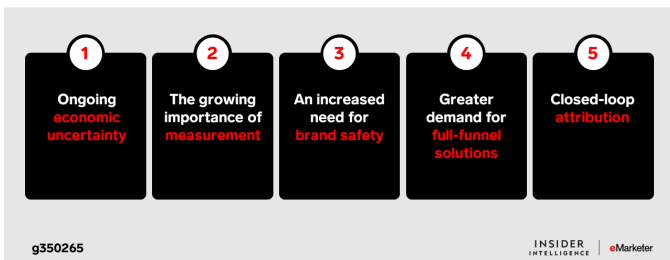 1
Ongoing
economic
uncertainty
2
The growing
importance of
measurement
3
An increased
need for
brand safety
4
Greater
demand for
full-funnel
solutions
5
Closed-loop
attribution
g350265
INSIDER
INTELLIGENCE
eMarketer